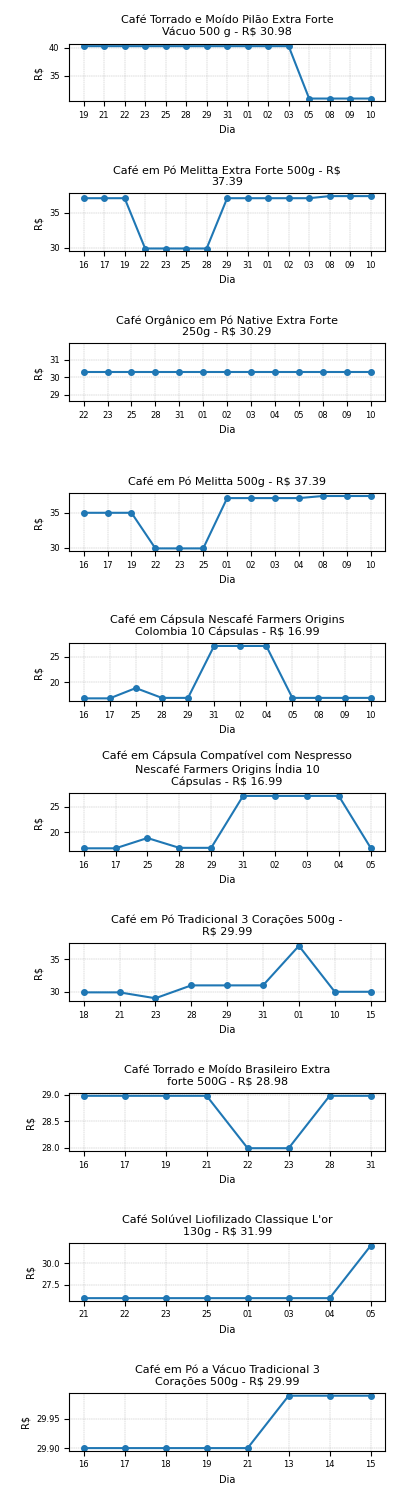 Café Torrado e Moído Pilão Extra Forte
Vácuo 500 g - R$ 30.98
40
35
R$
19 21 22 23 25 28 29 31 01 02 03 05 08 09 10
Dia
Café em Pó Melitta Extra Forte 500g - R$
37.39
35
30
R$
16 17 19 22 23 25 28 29 31 01 02 03 08 09 10
Dia
Café Orgânico em Pó Native Extra Forte
250g - R$ 30.29
31
30
29
R$
22 23 25 28 31 01 02 03 04 05 08 09 10
Dia
Café em Pó Melitta 500g - R$ 37.39
35
30
R$
16 17 19 22 23 25 01 02 03 04 08 09 10
Dia
Café em Cápsula Nescafé Farmers Origins
Colombia 10 Cápsulas - R$ 16.99
25
20
R$
16 17 25 28 29 31 02 04 05 08 09 10
Dia
Café em Cápsula Compatível com Nespresso
Nescafé Farmers Origins Índia 10
Cápsulas - R$ 16.99
25
20
R$
16 17 25 28 29 31 02 03 04 05
Dia
Café em Pó Tradicional 3 Corações 500g -
R$ 29.99
35
30
R$
18 21 23 28 29 31 01 10 15
Dia
Café Torrado e Moído Brasileiro Extra
forte 500G - R$ 28.98
29.0
28.5
28.0
R$
16 17 19 21 22 23 28 31
Dia
Café Solúvel Liofilizado Classique L'or
130g - R$ 31.99
30.0
27.5
R$
21 22 23 25 01 03 04 05
Dia
Café em Pó a Vácuo Tradicional 3
Corações 500g - R$ 29.99
29.95
29.90
R$
16 17 18 19 21 13 14 15
Dia